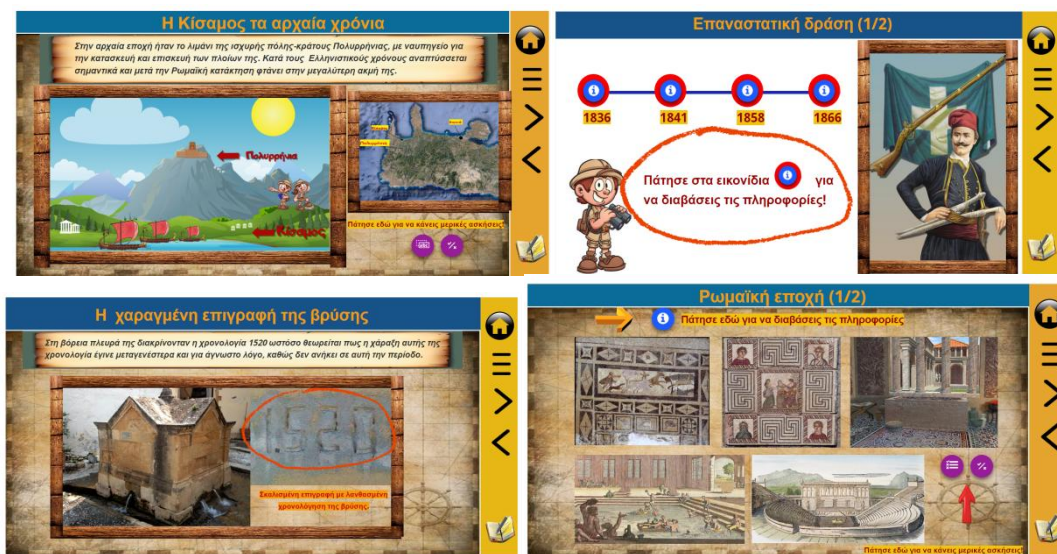 Η Κίσαμος τα αρχαία χρόνια
Στην αρχαία εποχή ήταν το λιμάνι της ισχυρής πόλης-κράτους Πολυρρήνιας, με ναυπηγείο για
την κατασκευή και επισκευή των πλοίων της. Κατά τους Ελληνιστικούς χρόνους αναπτύσσεται
σημαντικά και μετά την Ρωμαϊκή κατάκτηση φτάνει στην μεγαλύτερη ακμή της.
Πολυρρήνια
Κίσαμος
Πάτησε εδώ για να κάνεις μερικές ασκήσεις!
Επαναστατική δράση (1/2)
1836
1841
1858
1866
Πάτησε στα εικονίδια για
να διαβάσεις τις πληροφορίες!
Η χαραγμένη επιγραφή της βρύσης
Στη βόρεια πλευρά της διακρίνονταν η χρονολογία 1520 ωστόσο θεωρείται πως η χάραξη αυτής της
χρονολογία έγινε μεταγενέστερα και για άγνωστο λόγο, καθώς δεν ανήκει σε αυτή την περίοδο.
Σκαλισμένη επιγραφή με λανθασμένη
χρονολόγηση της βρύσης.
Ρωμαϊκή εποχή (1/2)
Πάτησε εδώ για να διαβάσεις τις πληροφορίες
Πάτησε εδώ για να κάνεις μερικές ασκήσεις!